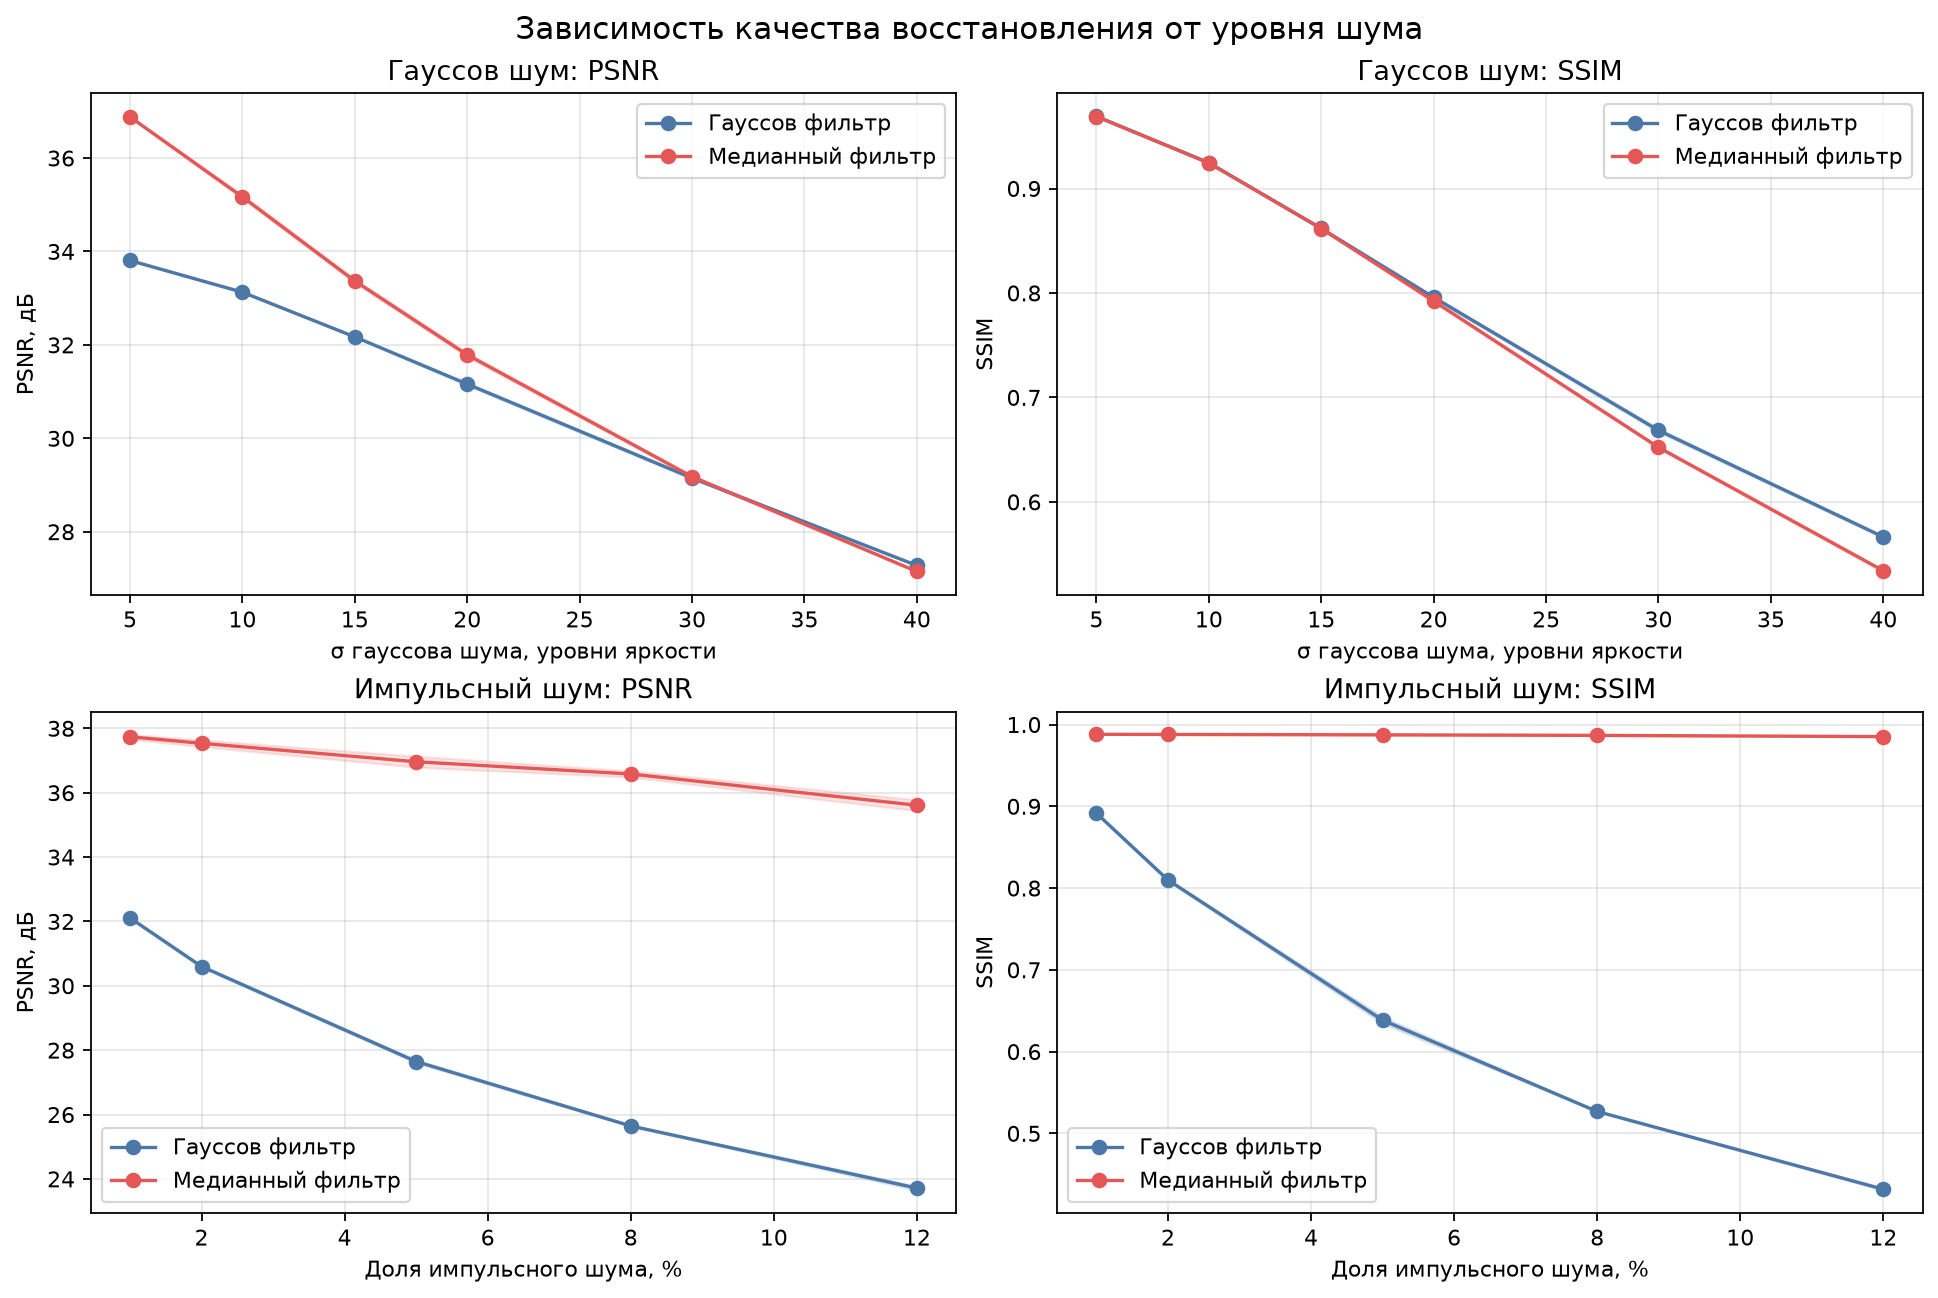 Зависимость качества восстановления от уровня шума
Гауссов шум: PSNR
PSNR, дБ
36
34
32
30
28
Гауссов фильтр
Медианный фильтр
5 10 15 20 25 30 35 40
σ гауссова шума, уровни яркости
Гауссов шум: SSIM
SSIM
0.9
0.8
0.7
0.6
Гауссов фильтр
Медианный фильтр
5 10 15 20 25 30 35 40
σ гауссова шума, уровни яркости
Импульсный шум: PSNR
PSNR, дБ
38
36
34
32
30
28
26
24
Гауссов фильтр
Медианный фильтр
2 4 6 8 10 12
Доля импульсного шума, %
Импульсный шум: SSIM
SSIM
1.0
0.9
0.8
0.7
0.6
0.5
Гауссов фильтр
Медианный фильтр
2 4 6 8 10 12
Доля импульсного шума, %